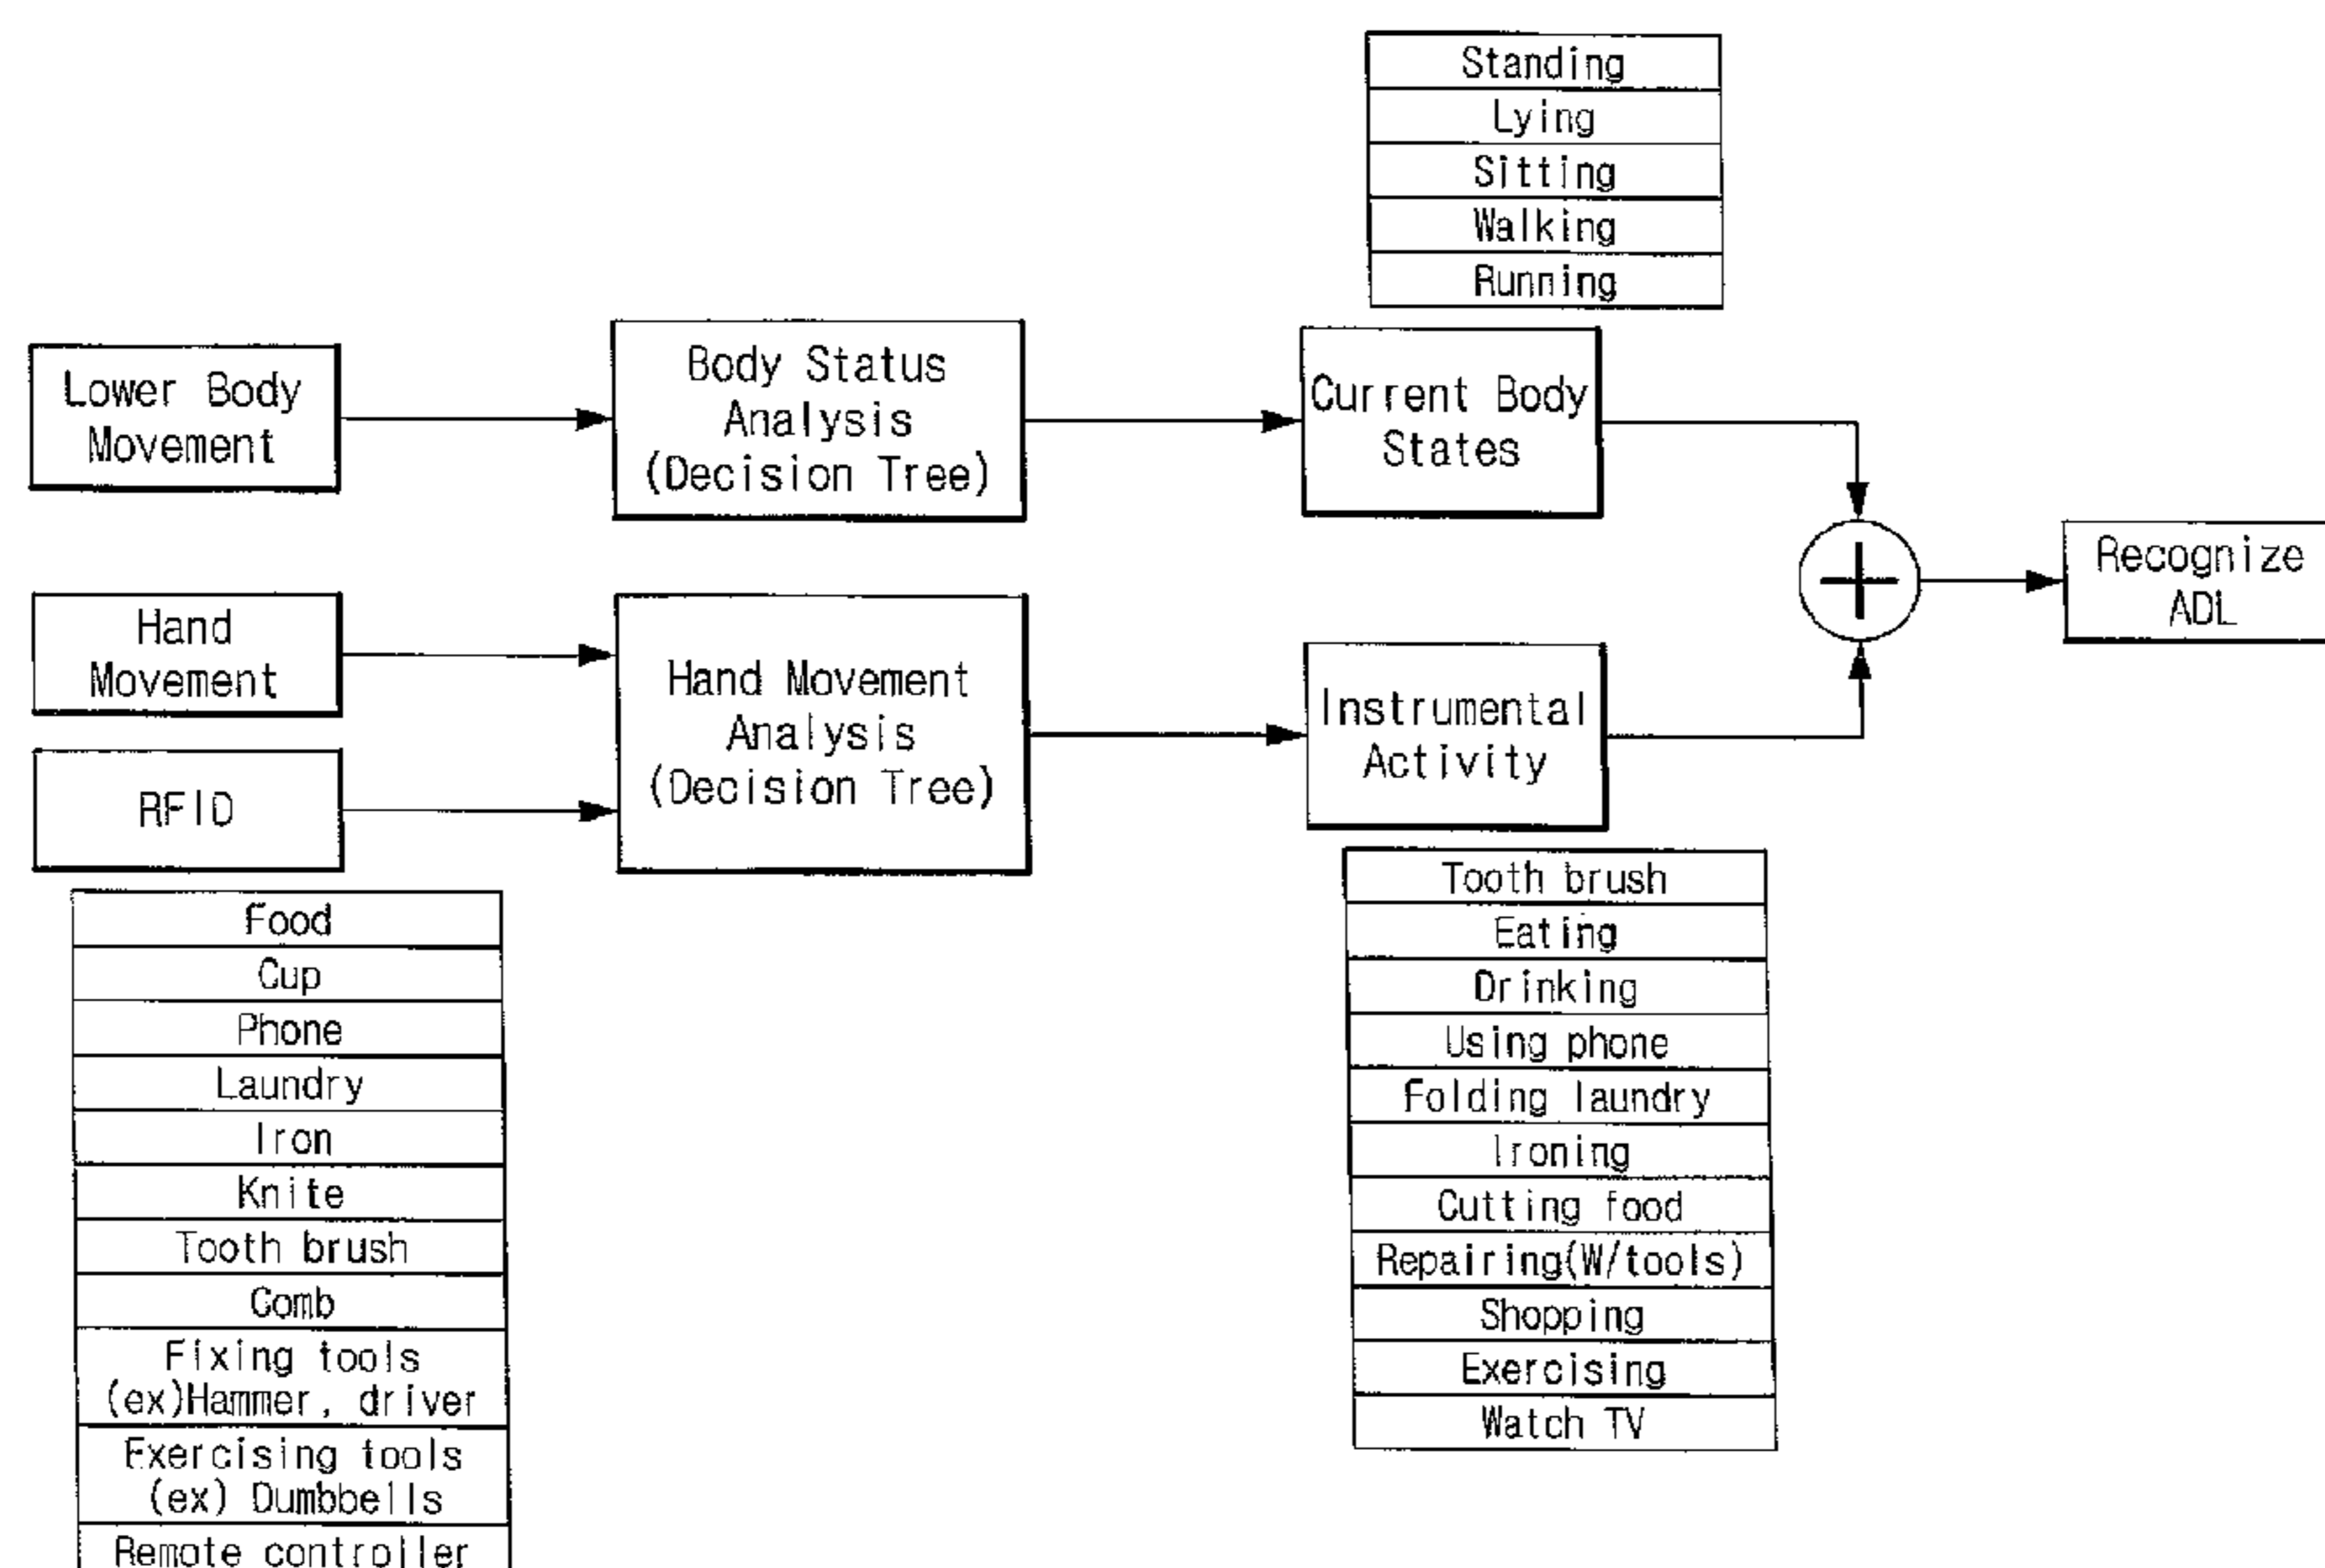 Standing
Lying
Sitting
Walking
Running
Lower Body
Movement
Body Status
Analysis
(Decision Tree)
Current Body
States
Recognize
ADL
Hand
Movement
RFID
Hand Movement
Analysis
(Decision Tree)
Instrumental
Activity
Food
Cup
Phone
Laundry
Iron
Knite
Tooth brush
Comb
Fixing tools
(ex)Hammer, driver
Exercising tools
(ex) Dumbbells
Remote controller
Tooth brush
Eating
Drinking
Using phone
Folding laundry
Ironing
Cutting food
Repairing(W/tools)
Shopping
Exercising
Watch TV